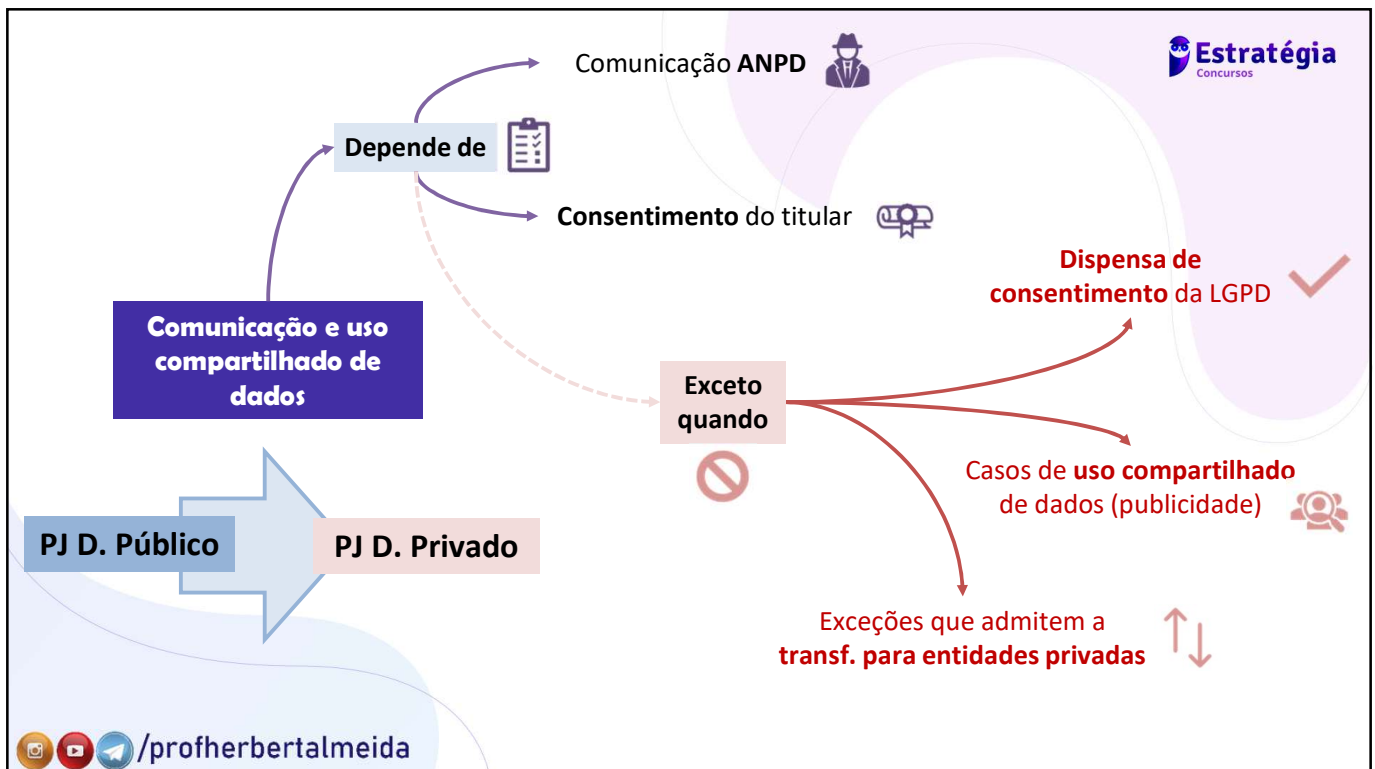 Comunicação ANPD
Estratégia
Concursos
Depende de
Consentimento do titular
Dispensa de
consentimento da LGPD
Comunicação e uso
compartilhado de
dados
Exceto
quando
Casos de uso compartilhado
de dados (publicidade)
PJ D. Público
PJ D. Privado
Exceções que admitem a
transf. para entidades privadas
/profherbertalmeida